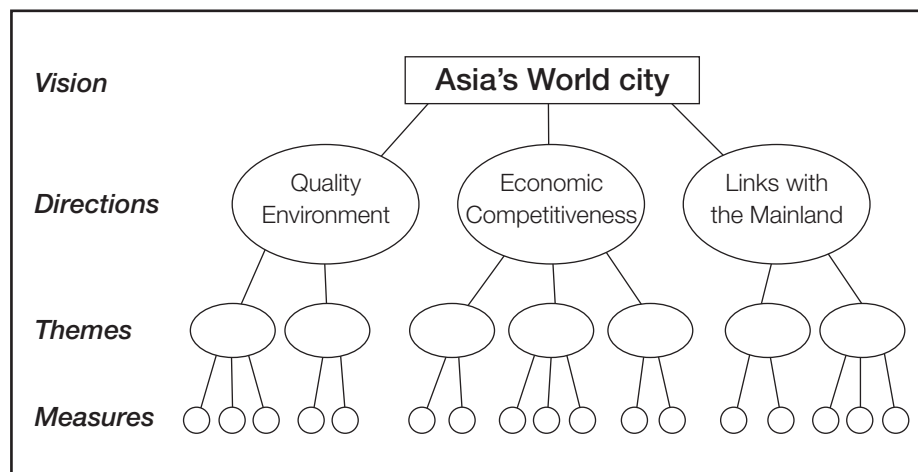 Vision
Asia's World city
Directions
Quality
Environment
Economic
Competitiveness
Links with
the Mainland
Themes
Measures